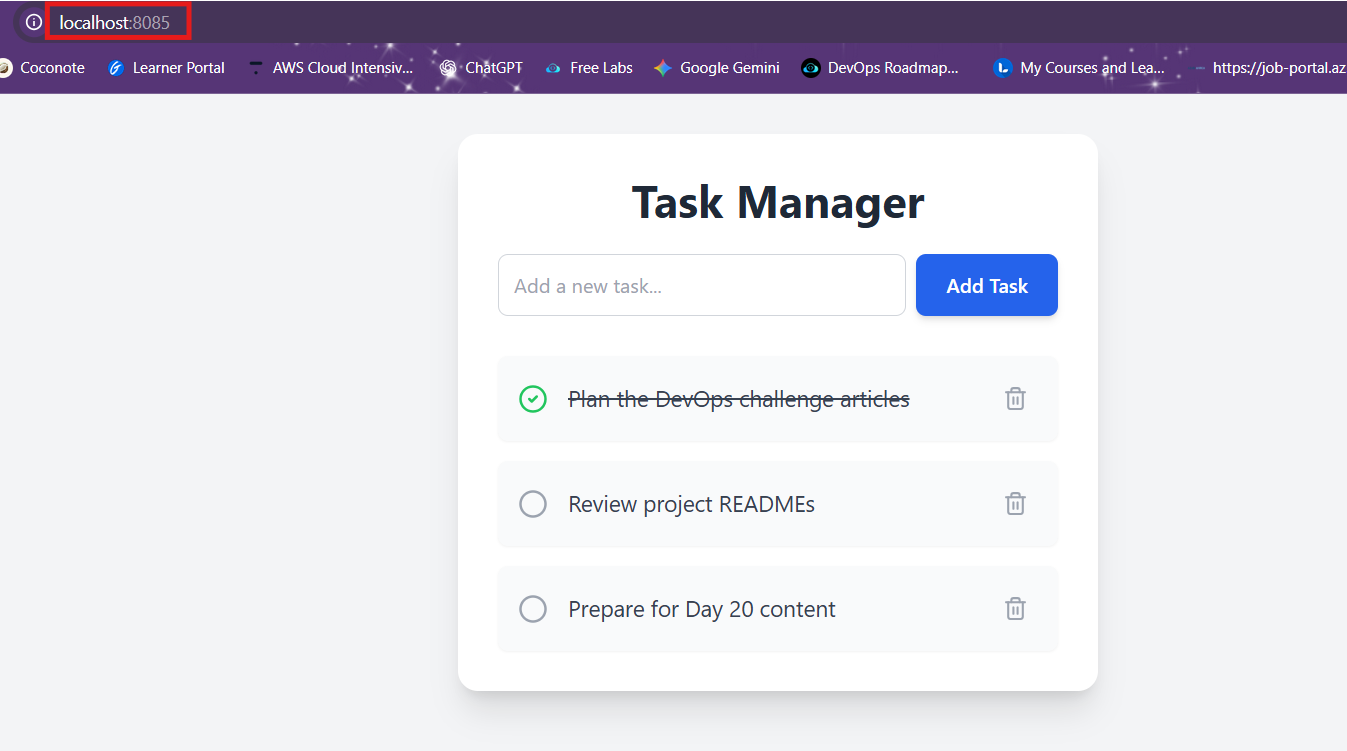 localhost:8085
Coconote Learner Portal AWS Cloud Intensiv... ChatGPT Free Labs Google Gemini DevOps Roadmap... My Courses and Lea... https://job-portal.az
Task Manager
Add a new task... Add Task
Plan the DevOps challenge articles
Review project READMEs
Prepare for Day 20 content